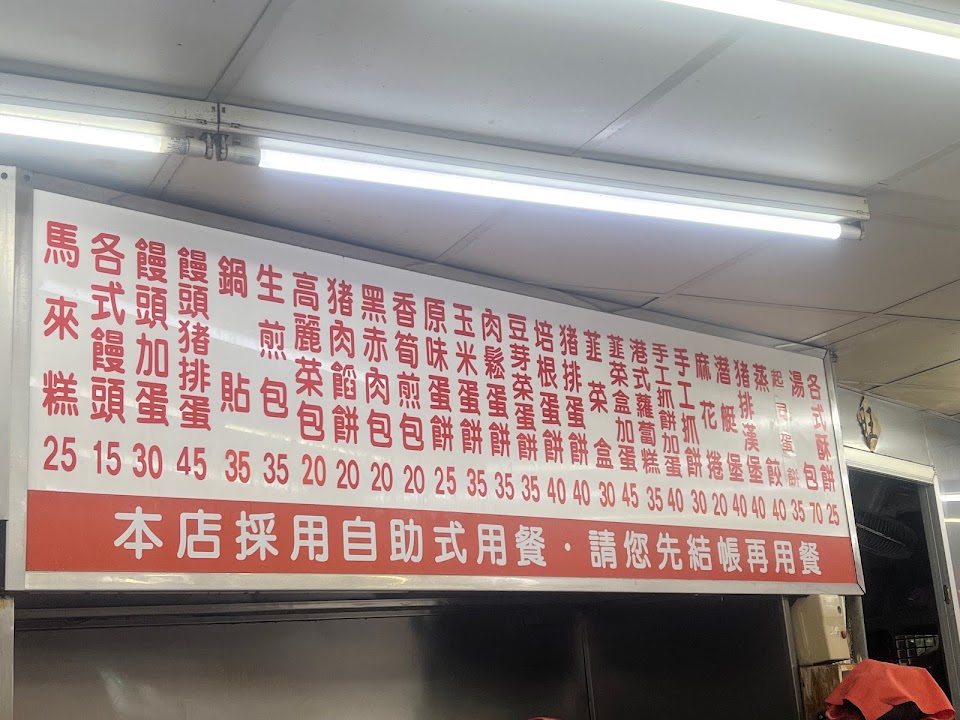 馬來糕 25
各式饅頭 15
饅頭加蛋 30
饅頭豬排蛋 45
鍋貼 35
生煎包 35
高麗菜包 20
豬肉餡餅 20
黑赤肉包 20
香筍煎包 20
原味蛋餅 25
玉米蛋餅 35
肉鬆蛋餅 35
豆芽菜蛋餅 35
培根蛋餅 40
豬排蛋餅 40
韮菜盒 30
韮菜盒加蛋 45
港式蘿蔔糕 35
手工抓餅加蛋 40
手工抓餅 30
麻花捲 20
潛艇堡 40
豬排漢堡 40
蒸餃 40
起司蛋餅 35
湯包 70
各式酥餅 25
本店採用自助式用餐·請您先結帳再用餐